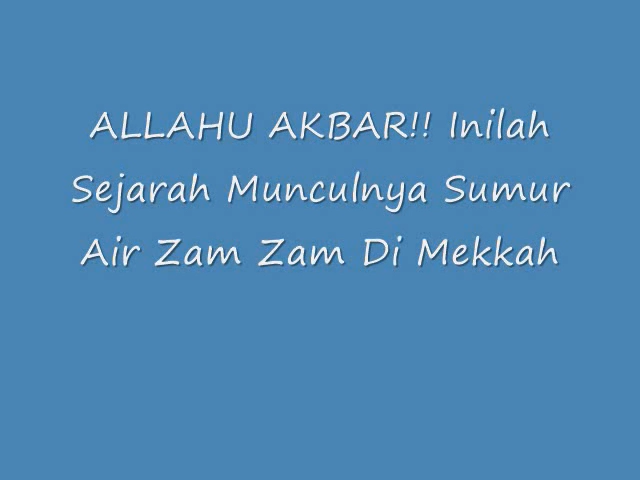 ALLAHU AKBAR!! Inilah
Sejarah Munculnya Sumur
Air Zam Zam Di Mekkah